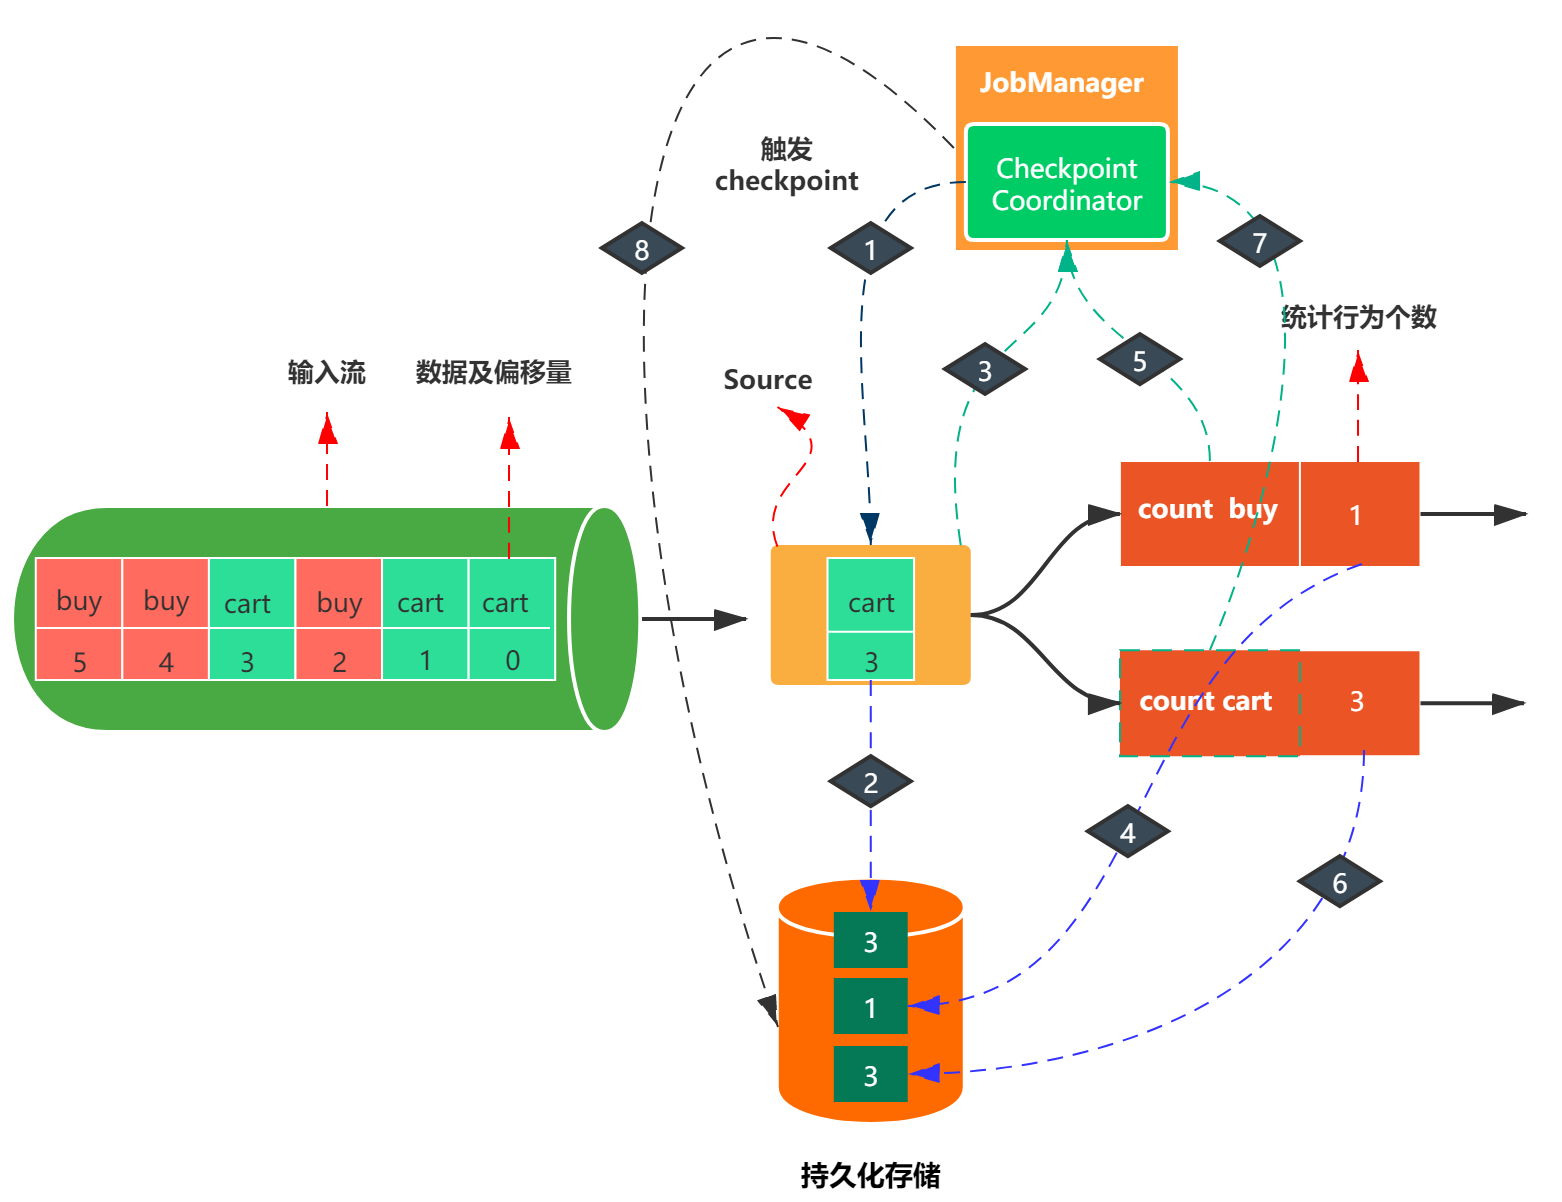 JobManager
触发
checkpoint
Checkpoint
Coordinator
8
1
7
统计行为个数
输入流
数据及偏移量
Source
3
5
count buy
1
buy buy cart buy cart cart
5 4 3 2 1 0
cart
3
count cart
3
2
4
6
3
1
3
持久化存储